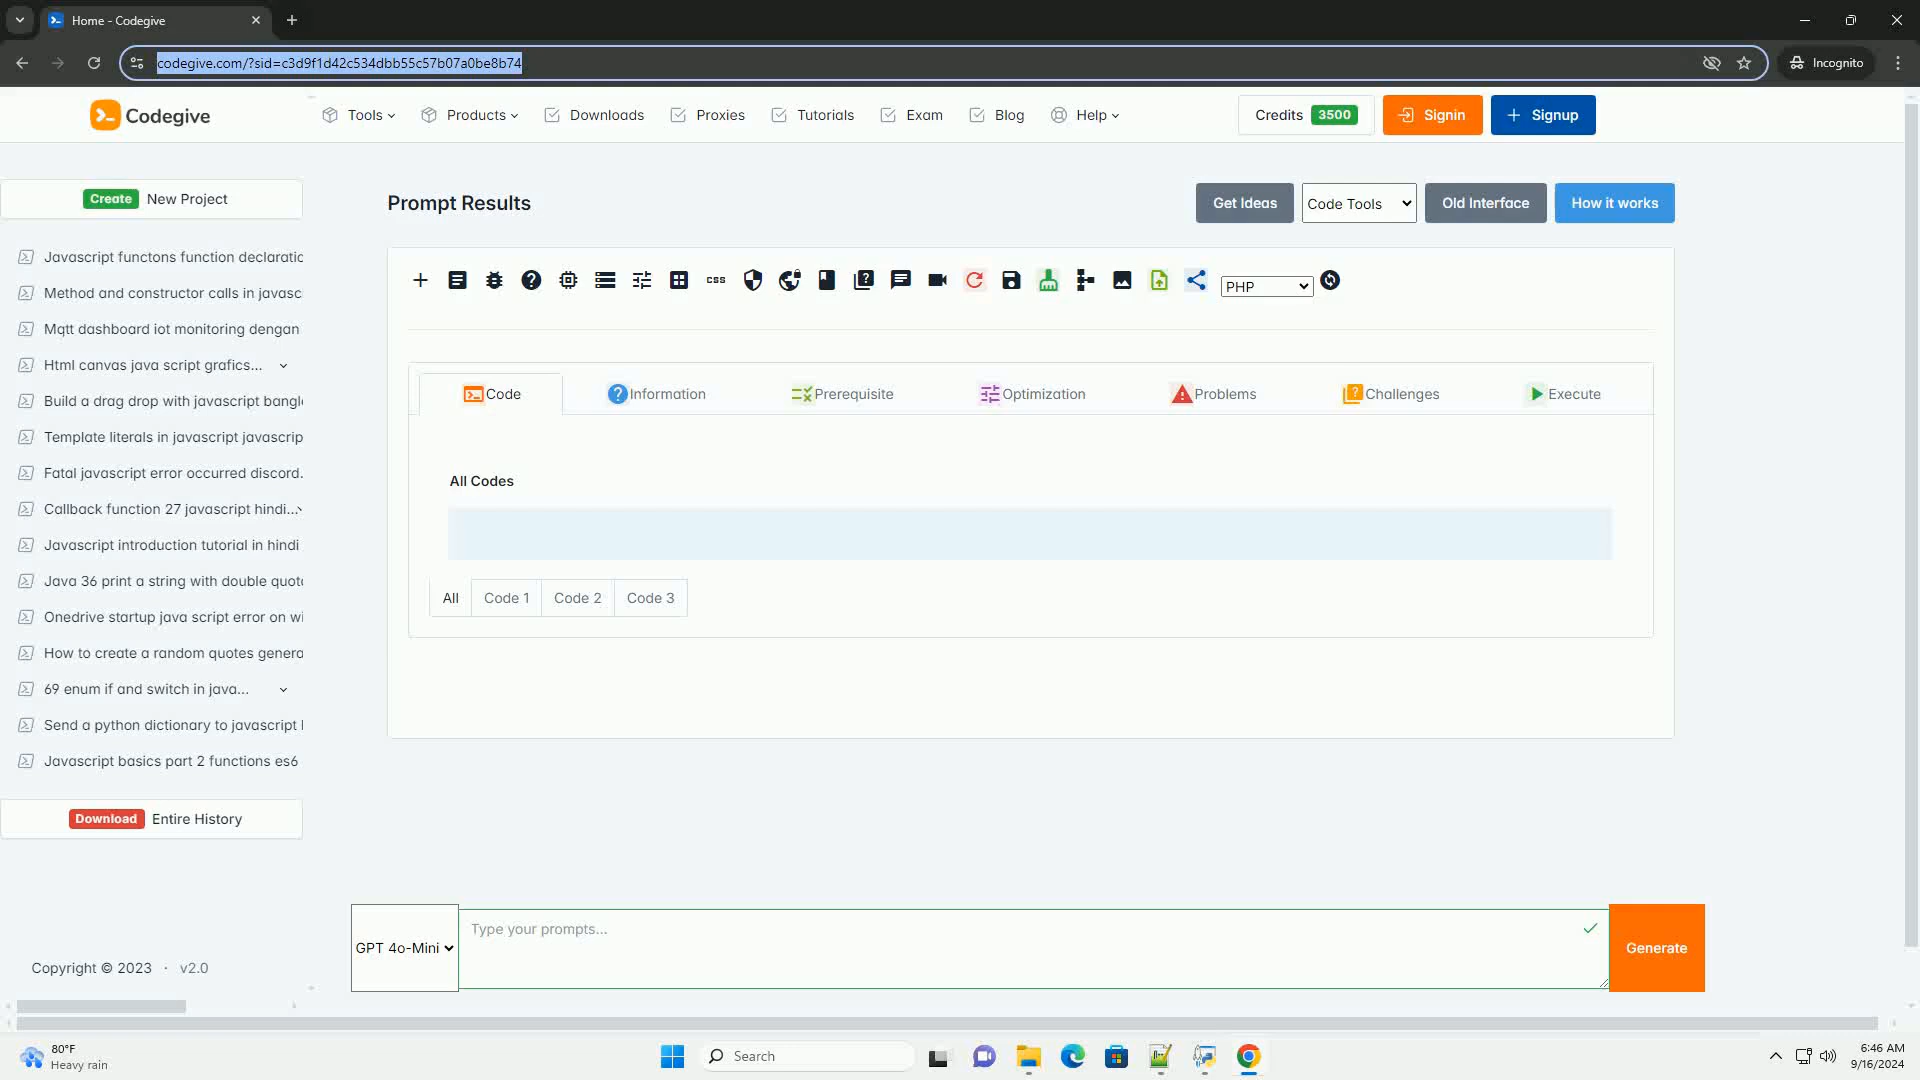 Home - Codegive
codegive.com/?sid=c3d9f1d42c534dbb55c57b07a0be8b74
Incognito
Codegive
Tools
Products
Downloads
Proxies
Tutorials
Exam
Blog
Help
Credits 3500
Signin
Signup
Create New Project
Javascript functons function declaratic
Method and constructor calls in javasc
Mqtt dashboard iot monitoring dengan
Html canvas java script grafics...
Build a drag drop with javascript bangl
Template literals in javascript javascrip
Fatal javascript error occurred discord.
Callback function 27 javascript hindi...
Javascript introduction tutorial in hindi
Java 36 print a string with double quot
Onedrive startup java script error on wi
How to create a random quotes genera
69 enum if and switch in java...
Send a python dictionary to javascript
Javascript basics part 2 functions es6
Download Entire History
Copyright © 2023 · v2.0
Prompt Results
Get Ideas
Code Tools
Old Interface
How it works
css
PHP
Code
Information
Prerequisite
Optimization
Problems
Challenges
Execute
All Codes
All
Code 1
Code 2
Code 3
GPT 4o-Mini
Type your prompts...
Generate
80°F
Heavy rain
Search
6:46 AM
9/16/2024